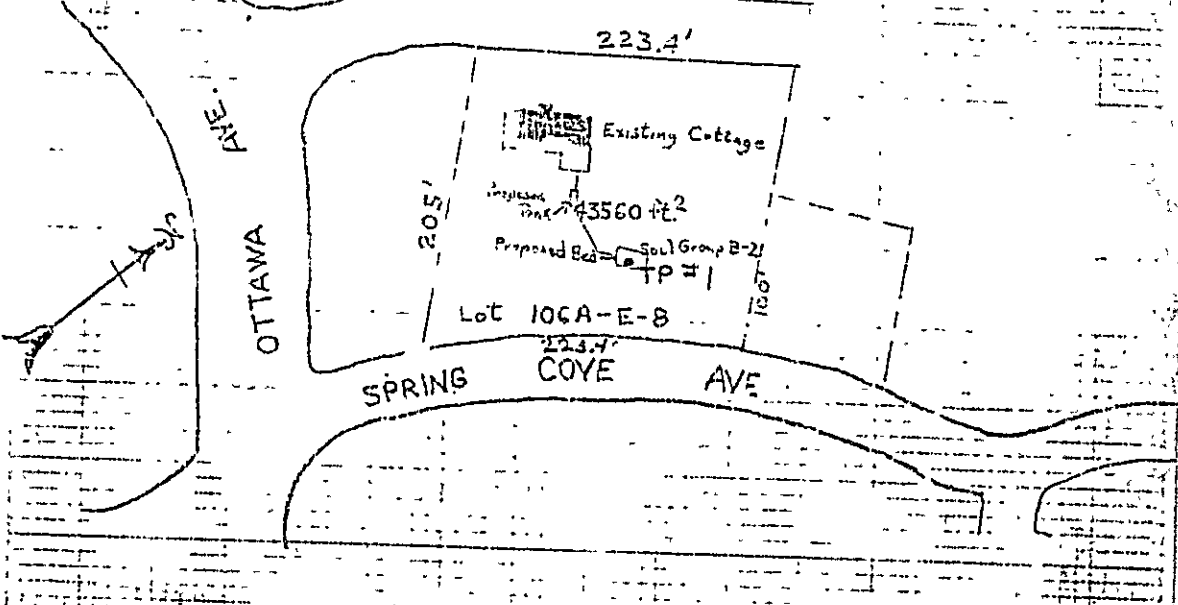 223.4'
AVE.
OTTAWA
Existing Cottage
205'
Tank
43560 ft.²
Proposed Bed
Soil Group B-2
TP #1
100'
Lot 106A-E-8
223.4'
SPRING COVE AVE